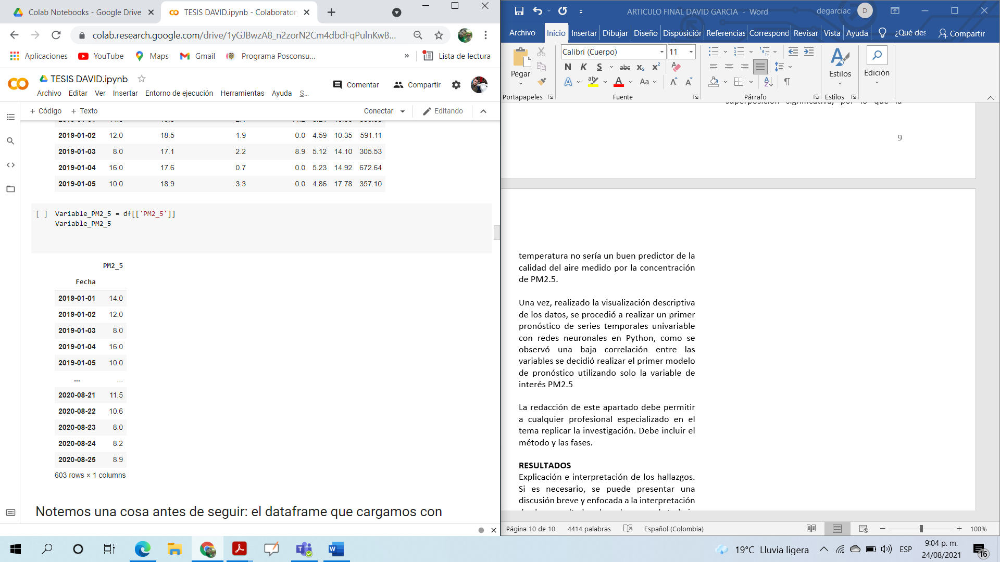 Colab Notebooks - Google Drive
TESIS DAVID.ipynb - Colaborator
colab.research.google.com/drive/1yGJBwzA8_n2zorN2Cm4dbdFqPulnKwB...
Aplicaciones YouTube Maps Gmail Programa Posconsu... » Lista de lectura
TESIS DAVID.ipynb
Comentar Compartir
Archivo Editar Ver Insertar Entorno de ejecución Herramientas Ayuda S...
+ Código + Texto Conectar Editando
2019-01-02 12.0 18.5 1.9 0.0 4.59 10.35 591.11
2019-01-03 8.0 17.1 2.2 8.9 5.12 14.10 305.53
2019-01-04 16.0 17.6 0.7 0.0 5.23 14.92 672.64
2019-01-05 10.0 18.9 3.3 0.0 4.86 17.78 357.10
[ ] Variable_PM2_5 = df[['PM2_5']]
Variable_PM2_5
PM2_5
Fecha
2019-01-01 14.0
2019-01-02 12.0
2019-01-03 8.0
2019-01-04 16.0
2019-01-05 10.0
... ...
2020-08-21 11.5
2020-08-22 10.6
2020-08-23 8.0
2020-08-24 8.2
2020-08-25 8.9
603 rows × 1 columns
Notemos una cosa antes de seguir: el dataframe que cargamos con
ARTICULO FINAL DAVID GARCIA - Word
degarciac D
Archivo Inicio Insertar Dibujar Diseño Disposiciór Referencias Correspond Revisar Vista Ayuda ¿Qué des Compartir
Pegar
Calibri (Cuerpo) 11
N K S abc x₂ x²
A aby A Aa A A
Estilos
Edición
Portapapeles Fuente Párrafo Estilos
superposición significativa, por lo que la
9
temperatura no sería un buen predictor de la
calidad del aire medido por la concentración
de PM2.5.
Una vez, realizado la visualización descriptiva
de los datos, se procedió a realizar un primer
pronóstico de series temporales univariable
con redes neuronales en Python, como se
observó una baja correlación entre las
variables se decidió realizar el primer modelo
de pronóstico utilizando solo la variable de
interés PM2.5
La redacción de este apartado debe permitir
a cualquier profesional especializado en el
tema replicar la investigación. Debe incluir el
método y las fases.
RESULTADOS
Explicación e interpretación de los hallazgos.
Si es necesario, se puede presentar una
discusión breve y enfocada a la interpretación
Página 10 de 10 4414 palabras Español (Colombia) 100%
19°C Lluvia ligera ESP
9:04 p. m.
24/08/2021
16